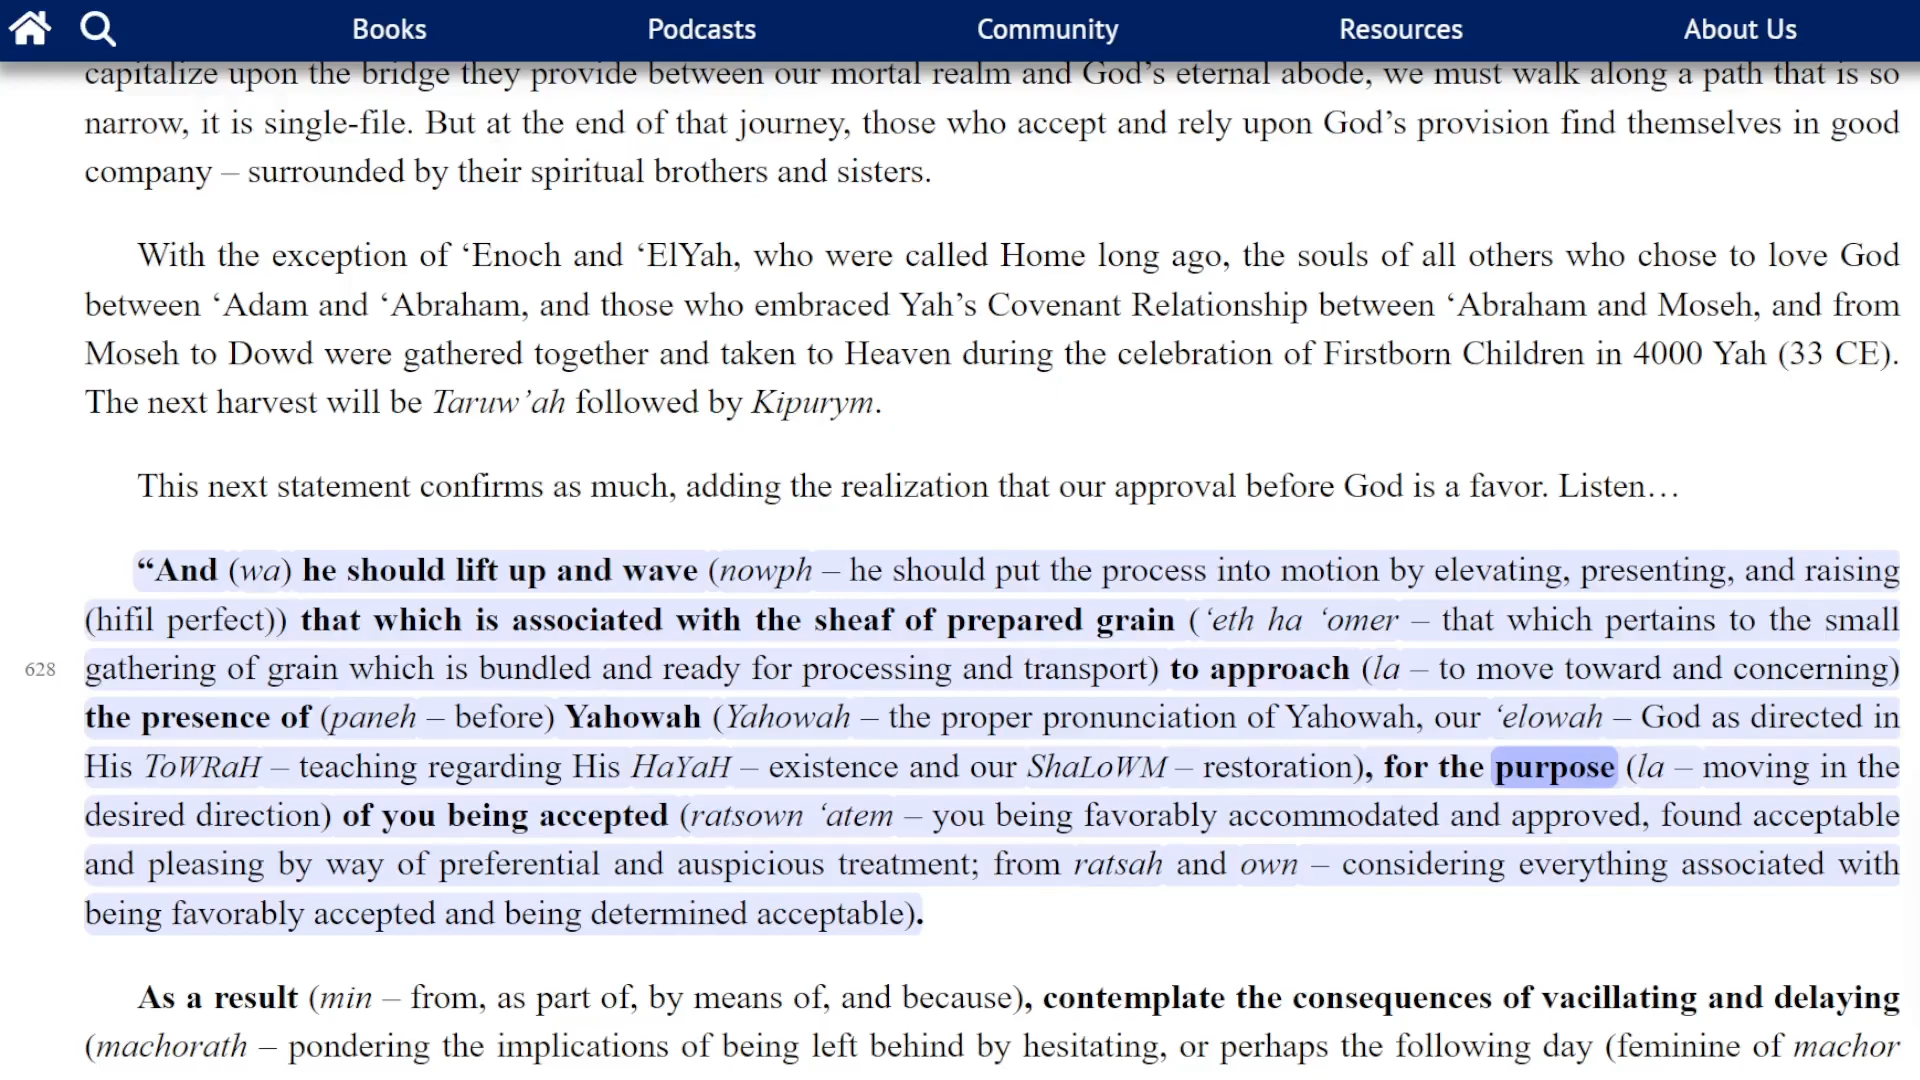 Books Podcasts Community Resources About Us
capitalize upon the bridge they provide between our mortal realm and God’s eternal abode, we must walk along a path that is so
narrow, it is single-file. But at the end of that journey, those who accept and rely upon God’s provision find themselves in good
company – surrounded by their spiritual brothers and sisters.
With the exception of ‘Enoch and ‘ElYah, who were called Home long ago, the souls of all others who chose to love God
between ‘Adam and ‘Abraham, and those who embraced Yah’s Covenant Relationship between ‘Abraham and Moseh, and from
Moseh to Dowd were gathered together and taken to Heaven during the celebration of Firstborn Children in 4000 Yah (33 CE).
The next harvest will be Taruw’ah followed by Kipurym.
This next statement confirms as much, adding the realization that our approval before God is a favor. Listen…
“And (wa) he should lift up and wave (nowph – he should put the process into motion by elevating, presenting, and raising
(hifil perfect)) that which is associated with the sheaf of prepared grain (‘eth ha ‘omer – that which pertains to the small
628 gathering of grain which is bundled and ready for processing and transport) to approach (la – to move toward and concerning)
the presence of (paneh – before) Yahowah (Yahowah – the proper pronunciation of Yahowah, our ‘elowah – God as directed in
His ToWRaH – teaching regarding His HaYaH – existence and our ShaLoWM – restoration), for the purpose (la – moving in the
desired direction) of you being accepted (ratsown ‘atem – you being favorably accommodated and approved, found acceptable
and pleasing by way of preferential and auspicious treatment; from ratsah and own – considering everything associated with
being favorably accepted and being determined acceptable).
As a result (min – from, as part of, by means of, and because), contemplate the consequences of vacillating and delaying
(machorath – pondering the implications of being left behind by hesitating, or perhaps the following day (feminine of machor